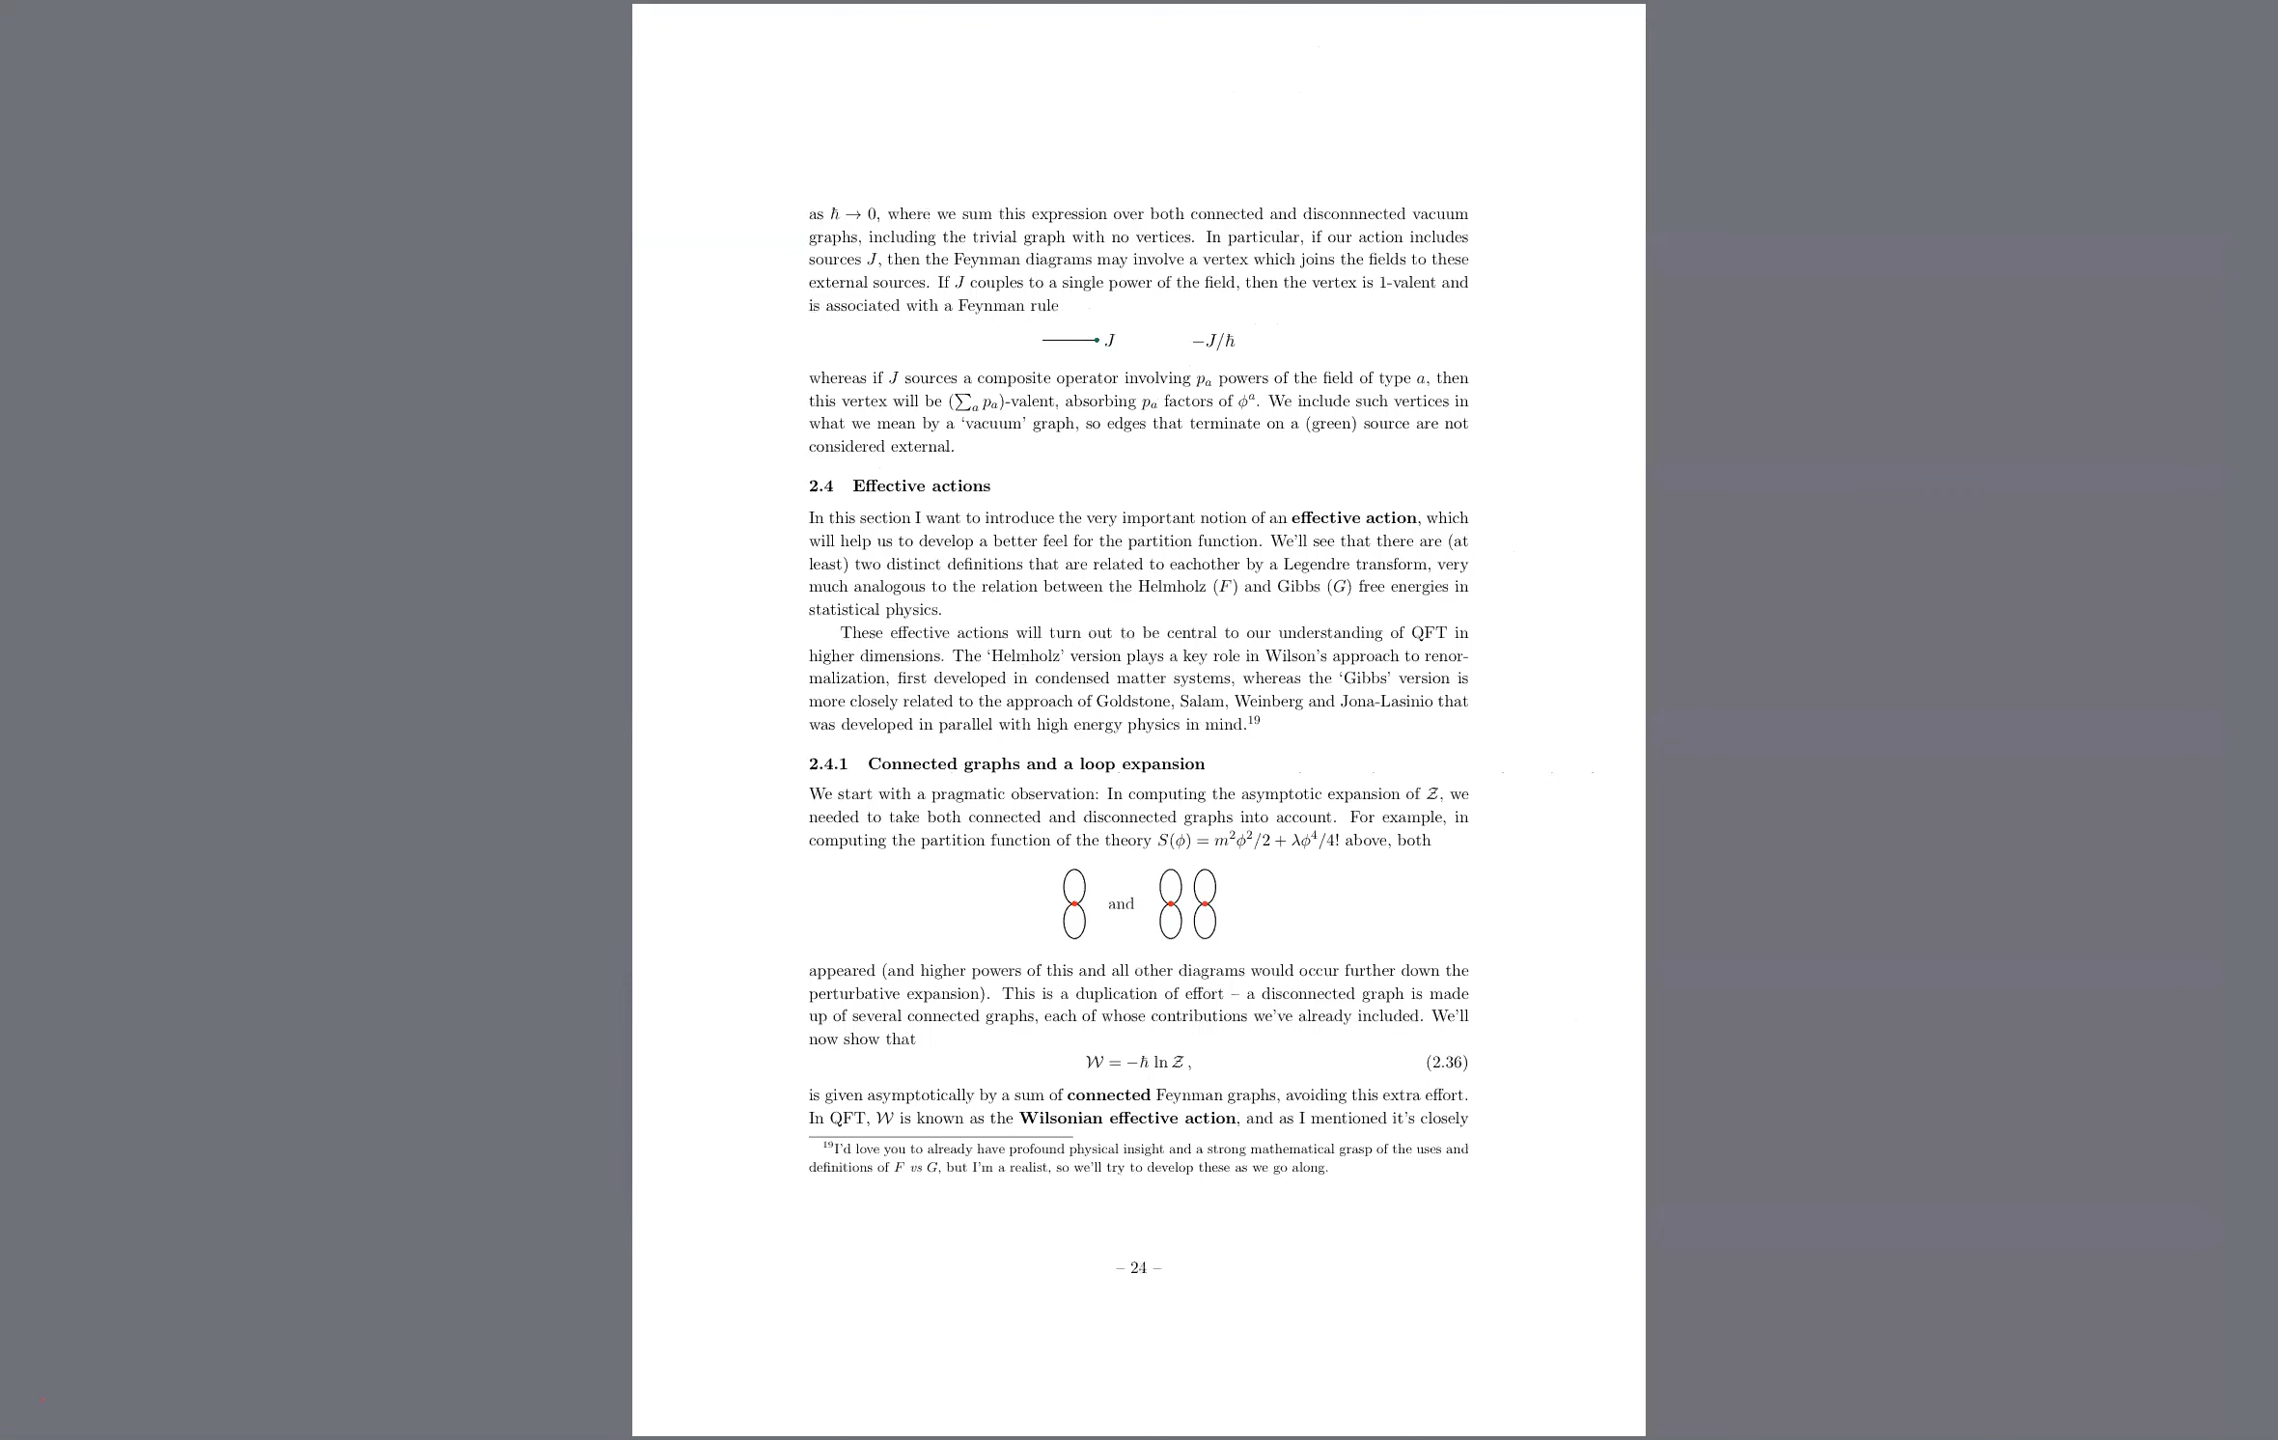 as ℏ → 0, where we sum this expression over both connected and disconnnected vacuum
graphs, including the trivial graph with no vertices. In particular, if our action includes
sources J, then the Feynman diagrams may involve a vertex which joins the fields to these
external sources. If J couples to a single power of the field, then the vertex is 1-valent and
is associated with a Feynman rule
J −J/ℏ
whereas if J sources a composite operator involving pₐ powers of the field of type a, then
this vertex will be (∑ₐ pₐ)-valent, absorbing pₐ factors of ϕᵃ. We include such vertices in
what we mean by a ‘vacuum’ graph, so edges that terminate on a (green) source are not
considered external.
2.4 Effective actions
In this section I want to introduce the very important notion of an effective action, which
will help us to develop a better feel for the partition function. We’ll see that there are (at
least) two distinct definitions that are related to eachother by a Legendre transform, very
much analogous to the relation between the Helmholz (F) and Gibbs (G) free energies in
statistical physics.
These effective actions will turn out to be central to our understanding of QFT in
higher dimensions. The ‘Helmholz’ version plays a key role in Wilson’s approach to renor-
malization, first developed in condensed matter systems, whereas the ‘Gibbs’ version is
more closely related to the approach of Goldstone, Salam, Weinberg and Jona-Lasinio that
was developed in parallel with high energy physics in mind.¹⁹
2.4.1 Connected graphs and a loop expansion
We start with a pragmatic observation: In computing the asymptotic expansion of 𝒵, we
needed to take both connected and disconnected graphs into account. For example, in
computing the partition function of the theory S(ϕ) = m²ϕ²/2 + λϕ⁴/4! above, both
and
appeared (and higher powers of this and all other diagrams would occur further down the
perturbative expansion). This is a duplication of effort – a disconnected graph is made
up of several connected graphs, each of whose contributions we’ve already included. We’ll
now show that
𝒲 = −ℏ ln 𝒵 , (2.36)
is given asymptotically by a sum of connected Feynman graphs, avoiding this extra effort.
In QFT, 𝒲 is known as the Wilsonian effective action, and as I mentioned it’s closely
¹⁹I’d love you to already have profound physical insight and a strong mathematical grasp of the uses and
definitions of F vs G, but I’m a realist, so we’ll try to develop these as we go along.
– 24 –